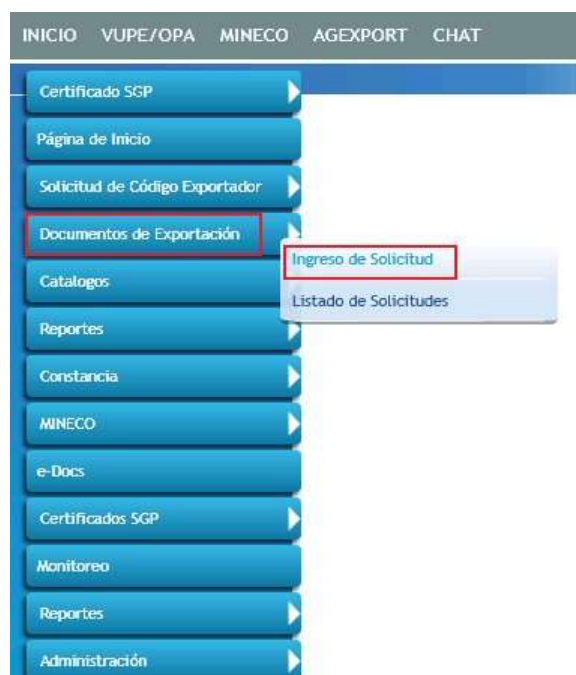 INICIO VUPE/OPA MINECO AGEXPORT CHAT
Certificado SGP
Página de Inicio
Solicitud de Código Exportador
Documentos de Exportación
Ingreso de Solicitud
Catalogos
Listado de Solicitudes
Reportes
Constancia
MINECO
e-Docs
Certificados SGP
Monitoreo
Reportes
Administración